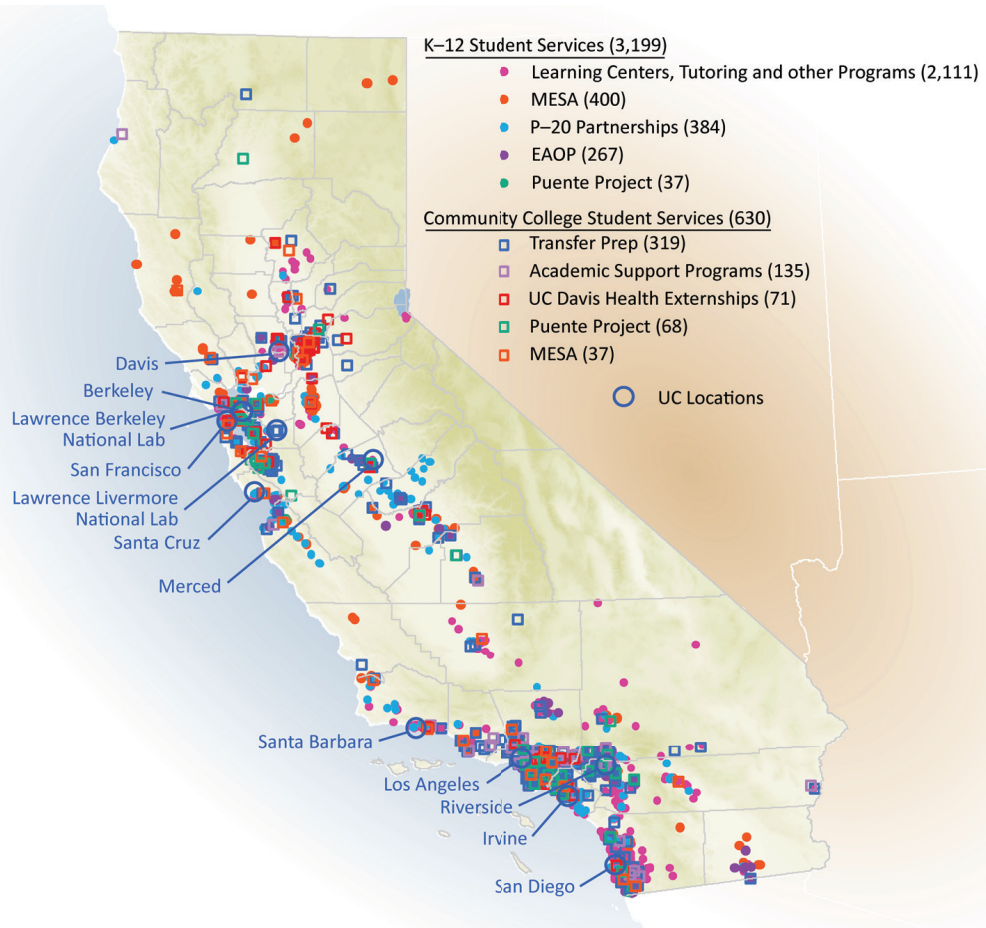 K–12 Student Services (3,199)
Learning Centers, Tutoring and other Programs (2,111)
MESA (400)
P–20 Partnerships (384)
EAOP (267)
Puente Project (37)
Community College Student Services (630)
Transfer Prep (319)
Academic Support Programs (135)
UC Davis Health Externships (71)
Puente Project (68)
MESA (37)
UC Locations
Davis
Berkeley
Lawrence Berkeley
National Lab
San Francisco
Lawrence Livermore
National Lab
Santa Cruz
Merced
Santa Barbara
Los Angeles
Riverside
Irvine
San Diego